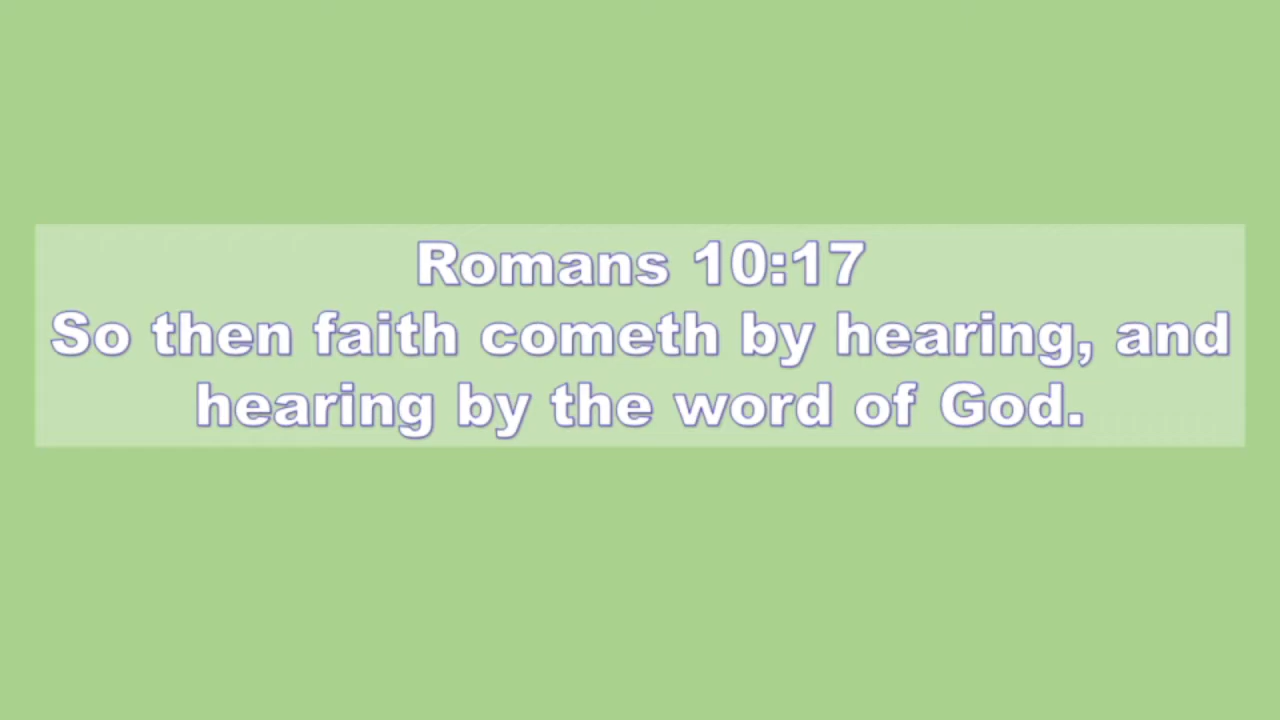 Romans 10:17
So then faith cometh by hearing, and
hearing by the word of God.